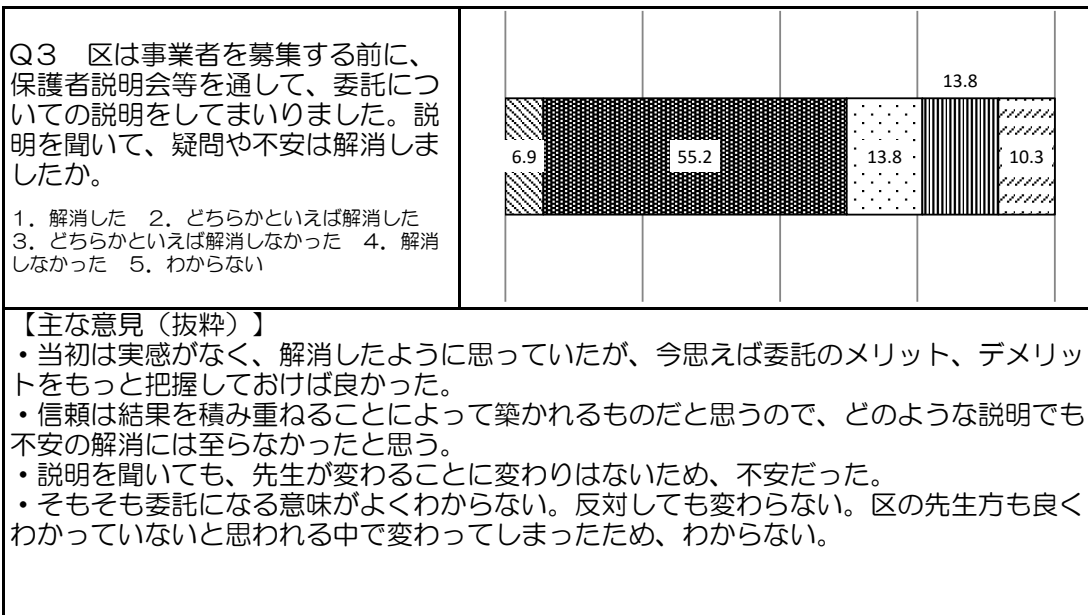 Q3　区は事業者を募集する前に、
保護者説明会等を通して、委託につ
いての説明をしてまいりました。説
明を聞いて、疑問や不安は解消しま
したか。
1．解消した　2．どちらかといえば解消した
3．どちらかといえば解消しなかった　4．解消
しなかった　5．わからない
13.8
6.9
55.2
13.8
10.3
【主な意見（抜粋）】
・当初は実感がなく、解消したように思っていたが、今思えば委託のメリット、デメリッ
トをもっと把握しておけば良かった。
・信頼は結果を積み重ねることによって築かれるものだと思うので、どのような説明でも
不安の解消には至らなかったと思う。
・説明を聞いても、先生が変わることに変わりはないため、不安だった。
・そもそも委託になる意味がよくわからない。反対しても変わらない。区の先生方も良く
わかっていないと思われる中で変わってしまったため、わからない。